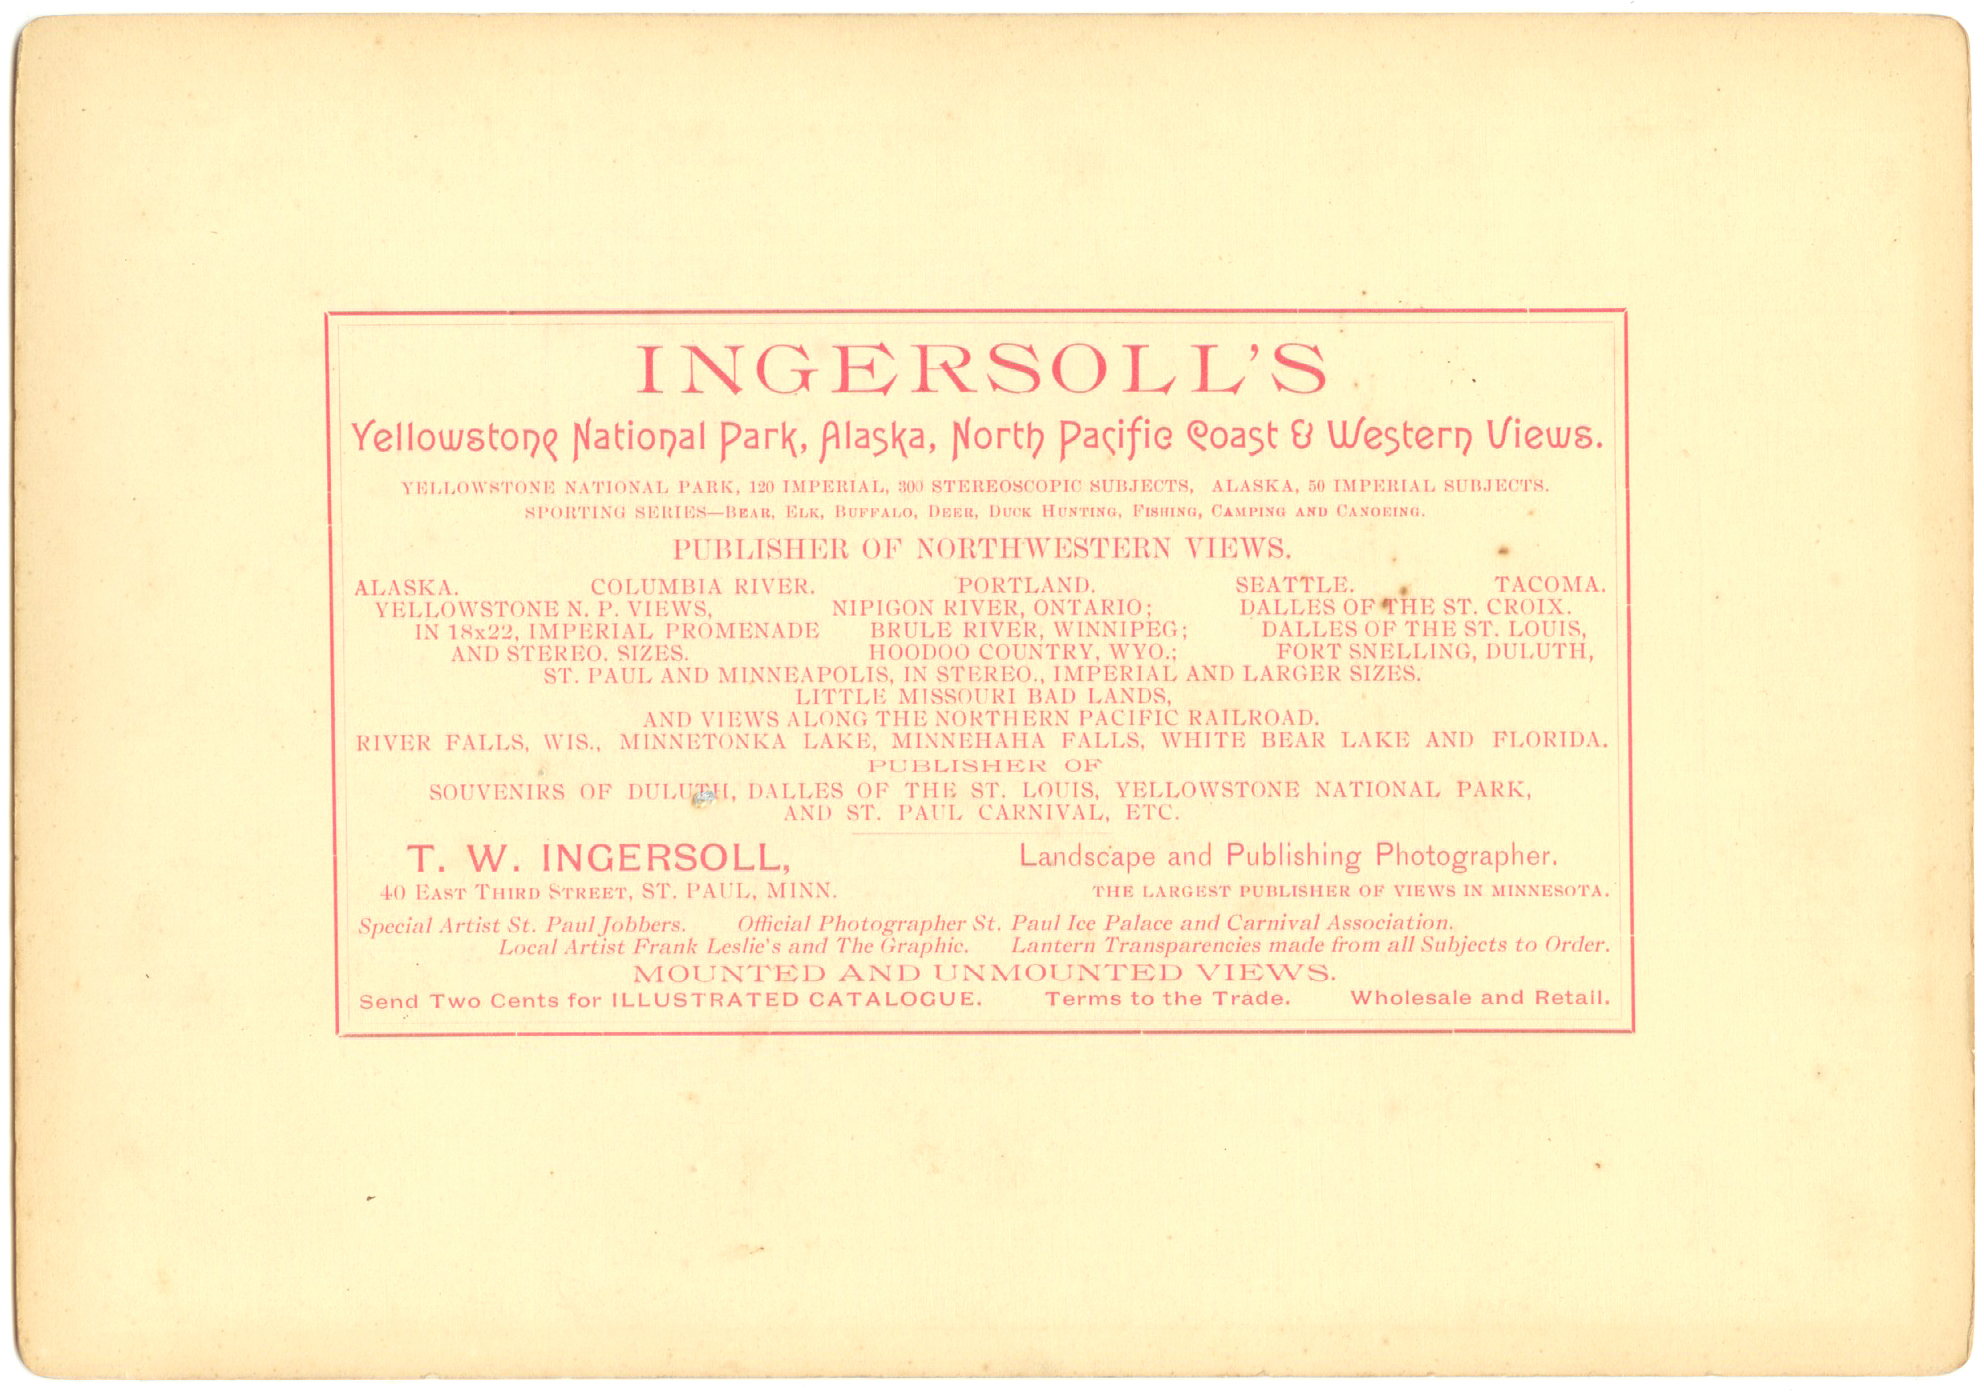 INGERSOLL'S
Yellowstone National Park, Alaska, North Pacific Coast & Western Views.
YELLOWSTONE NATIONAL PARK, 120 IMPERIAL, 300 STEREOSCOPIC SUBJECTS, ALASKA, 50 IMPERIAL SUBJECTS.
SPORTING SERIES—BEAR, ELK, BUFFALO, DEER, DUCK HUNTING, FISHING, CAMPING AND CANOEING.
PUBLISHER OF NORTHWESTERN VIEWS.
ALASKA. COLUMBIA RIVER. PORTLAND. SEATTLE. TACOMA.
YELLOWSTONE N. P. VIEWS, NIPIGON RIVER, ONTARIO; DALLES OF THE ST. CROIX.
IN 18x22, IMPERIAL PROMENADE BRULE RIVER, WINNIPEG; DALLES OF THE ST. LOUIS,
AND STEREO. SIZES. HOODOO COUNTRY, WYO.; FORT SNELLING, DULUTH,
ST. PAUL AND MINNEAPOLIS, IN STEREO., IMPERIAL AND LARGER SIZES.
LITTLE MISSOURI BAD LANDS,
AND VIEWS ALONG THE NORTHERN PACIFIC RAILROAD.
RIVER FALLS, WIS., MINNETONKA LAKE, MINNEHAHA FALLS, WHITE BEAR LAKE AND FLORIDA.
PUBLISHER OF
SOUVENIRS OF DULUTH, DALLES OF THE ST. LOUIS, YELLOWSTONE NATIONAL PARK,
AND ST. PAUL CARNIVAL, ETC.
T. W. INGERSOLL, Landscape and Publishing Photographer.
40 EAST THIRD STREET, ST. PAUL, MINN. THE LARGEST PUBLISHER OF VIEWS IN MINNESOTA.
Special Artist St. Paul Jobbers. Official Photographer St. Paul Ice Palace and Carnival Association.
Local Artist Frank Leslie's and The Graphic. Lantern Transparencies made from all Subjects to Order.
MOUNTED AND UNMOUNTED VIEWS.
Send Two Cents for ILLUSTRATED CATALOGUE. Terms to the Trade. Wholesale and Retail.